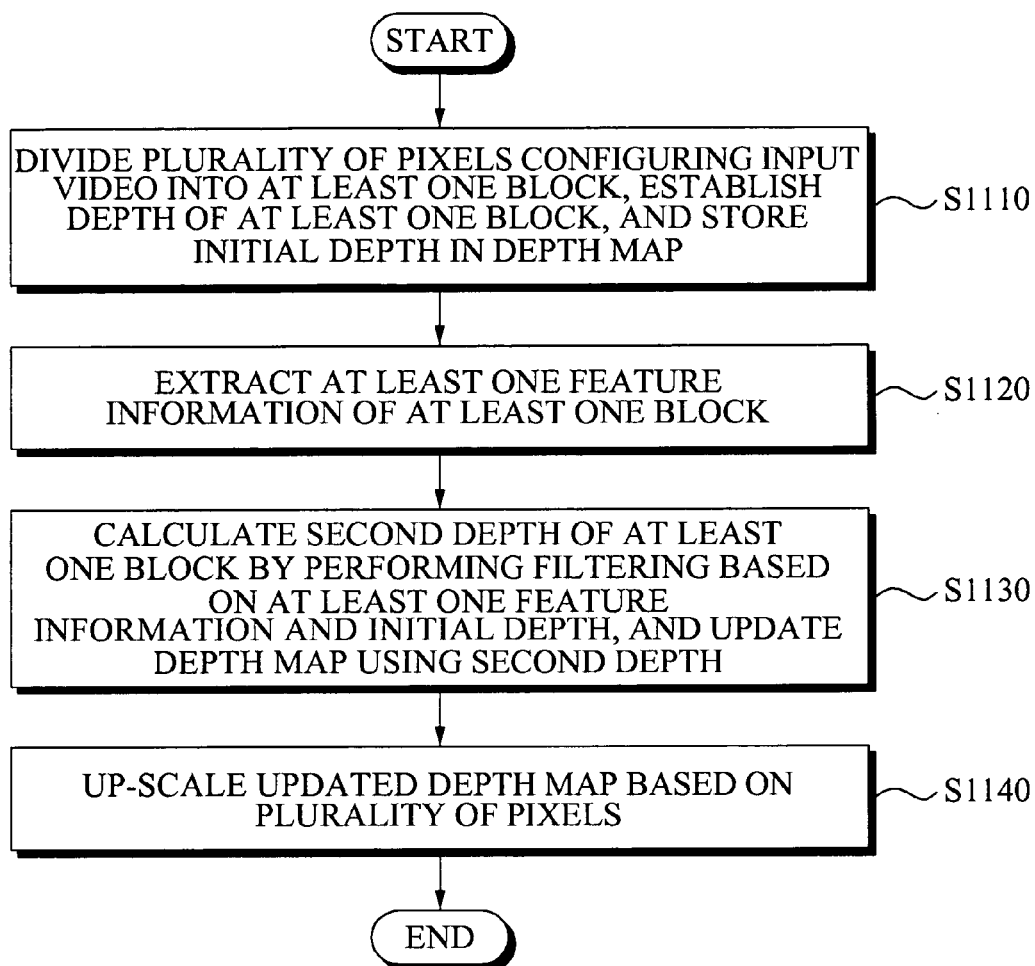 START
DIVIDE PLURALITY OF PIXELS CONFIGURING INPUT
VIDEO INTO AT LEAST ONE BLOCK, ESTABLISH
DEPTH OF AT LEAST ONE BLOCK, AND STORE
INITIAL DEPTH IN DEPTH MAP
S1110
EXTRACT AT LEAST ONE FEATURE
INFORMATION OF AT LEAST ONE BLOCK
S1120
CALCULATE SECOND DEPTH OF AT LEAST
ONE BLOCK BY PERFORMING FILTERING BASED
ON AT LEAST ONE FEATURE
INFORMATION AND INITIAL DEPTH, AND UPDATE
DEPTH MAP USING SECOND DEPTH
S1130
UP-SCALE UPDATED DEPTH MAP BASED ON
PLURALITY OF PIXELS
S1140
END